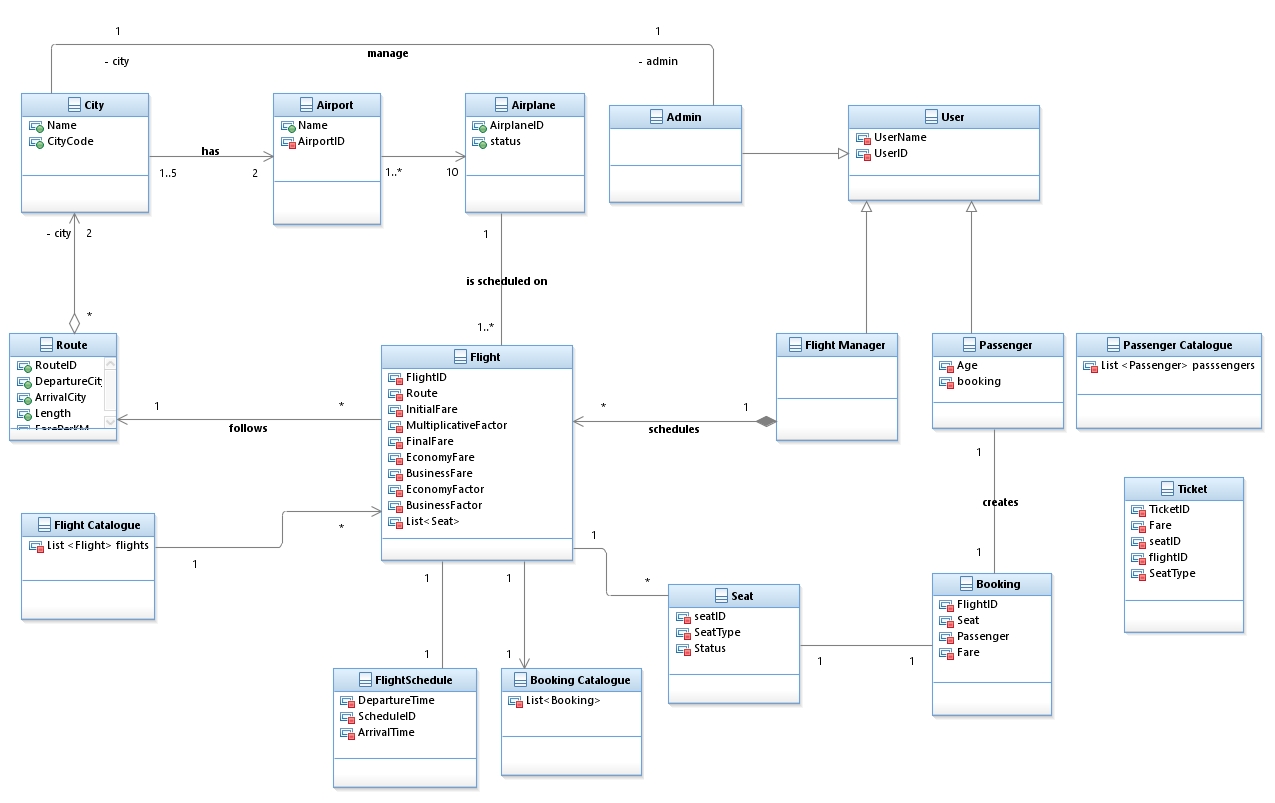 1
1
manage
- city
- admin
City
Name
CityCode
Airport
Name
AirportID
Airplane
AirplaneID
status
Admin
User
UserName
UserID
has
1..5
2
1..*
10
- city
2
*
1
is scheduled on
1..*
Route
RouteID
DepartureCity
ArrivalCity
Length
FarePerKM
Flight
FlightID
Route
InitialFare
MultiplicativeFactor
FinalFare
EconomyFare
BusinessFare
EconomyFactor
BusinessFactor
List<Seat>
Flight Manager
Passenger
Age
booking
Passenger Catalogue
List <Passenger> passsengers
1
*
follows
*
1
schedules
1
creates
1
Ticket
TicketID
Fare
seatID
flightID
SeatType
Flight Catalogue
List <Flight> flights
1
*
1
*
1
1
1
1
Seat
seatID
SeatType
Status
1
1
Booking
FlightID
Seat
Passenger
Fare
FlightSchedule
DepartureTime
ScheduleID
ArrivalTime
Booking Catalogue
List<Booking>